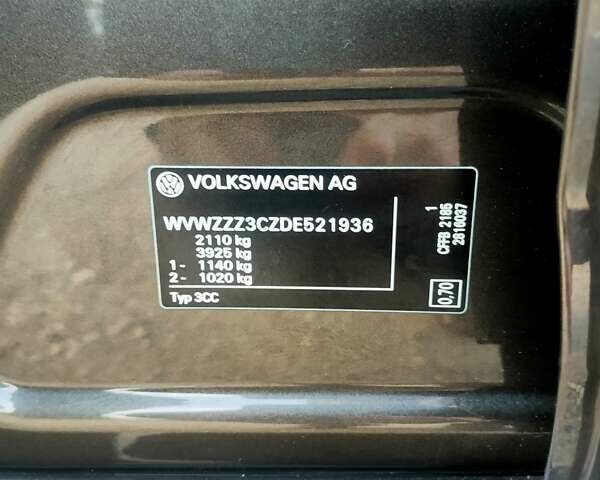 VOLKSWAGEN AG
WVWZZZ3CZDE521936
2110 kg
3925 kg
1- 1140 kg
2- 1020 kg
Typ 3CC
1
CFFB 2185
2816037
0,70